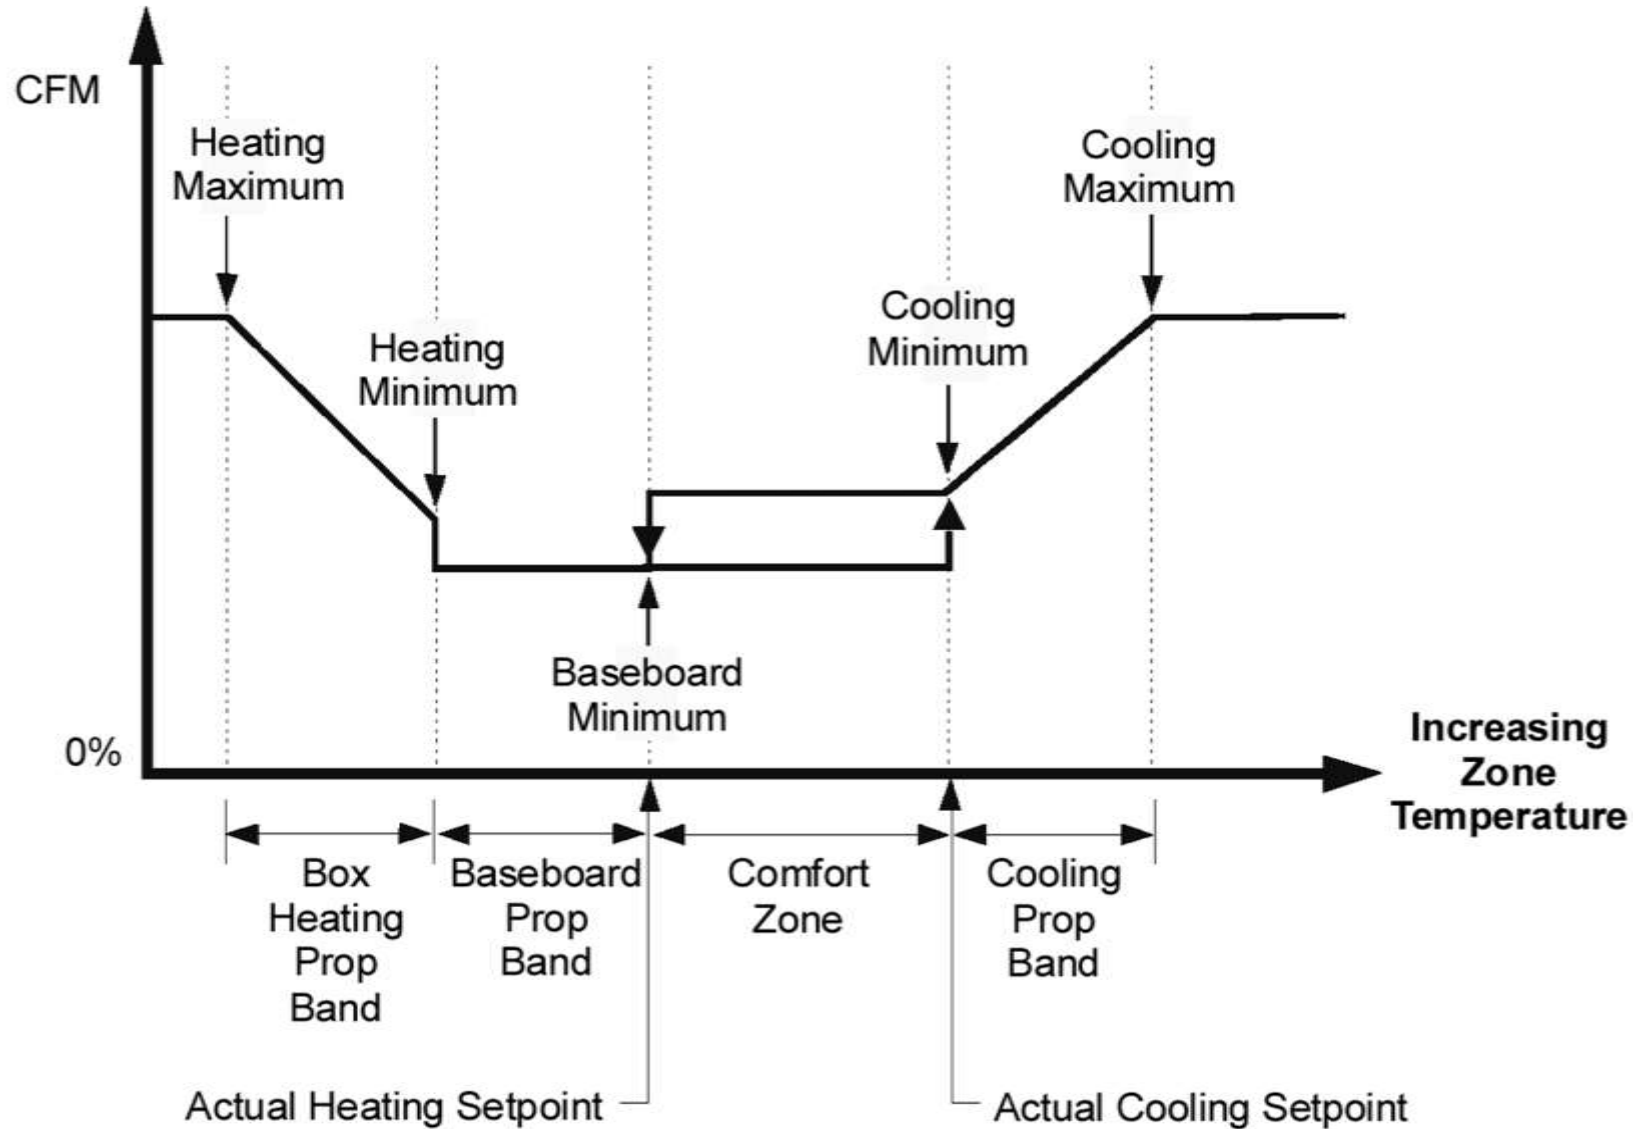 CFM
Heating
Maximum
Cooling
Maximum
Heating
Minimum
Cooling
Minimum
Baseboard
Minimum
0%
Increasing
Zone
Temperature
Box
Heating
Prop
Band
Baseboard
Prop
Band
Comfort
Zone
Cooling
Prop
Band
Actual Heating Setpoint
Actual Cooling Setpoint